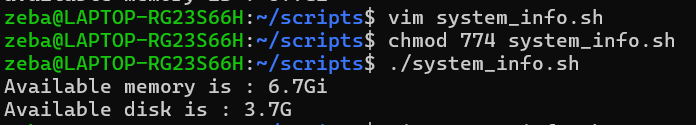 zeba@LAPTOP-RG23S66H:~/scripts$ vim system_info.sh
zeba@LAPTOP-RG23S66H:~/scripts$ chmod 774 system_info.sh
zeba@LAPTOP-RG23S66H:~/scripts$ ./system_info.sh
Available memory is : 6.7Gi
Available disk is : 3.7G